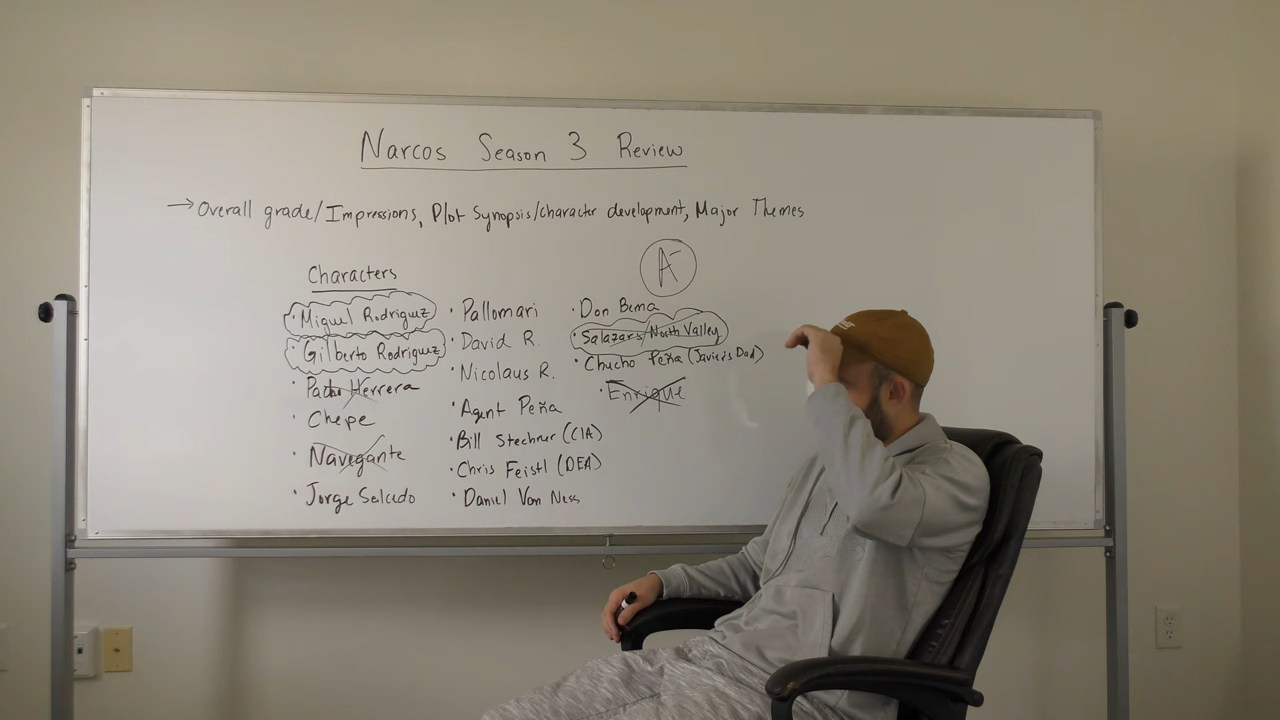 Narcos Season 3 Review
→ Overall grade/Impressions, Plot Synopsis/character development, Major Themes
A-
Characters
· Miguel Rodriguez
· Gilberto Rodriguez
· Pacho Herrera
· Chepe
· Navegante
· Jorge Salcedo
· Pallomari
· David R.
· Nicolaus R.
· Agent Peña
· Bill Stechner (CIA)
· Chris Feistl (DEA)
· Daniel Van Ness
· Don Berna
· Salazars/North Valley
· Chucho Peña (Javier's Dad)
· Enrique